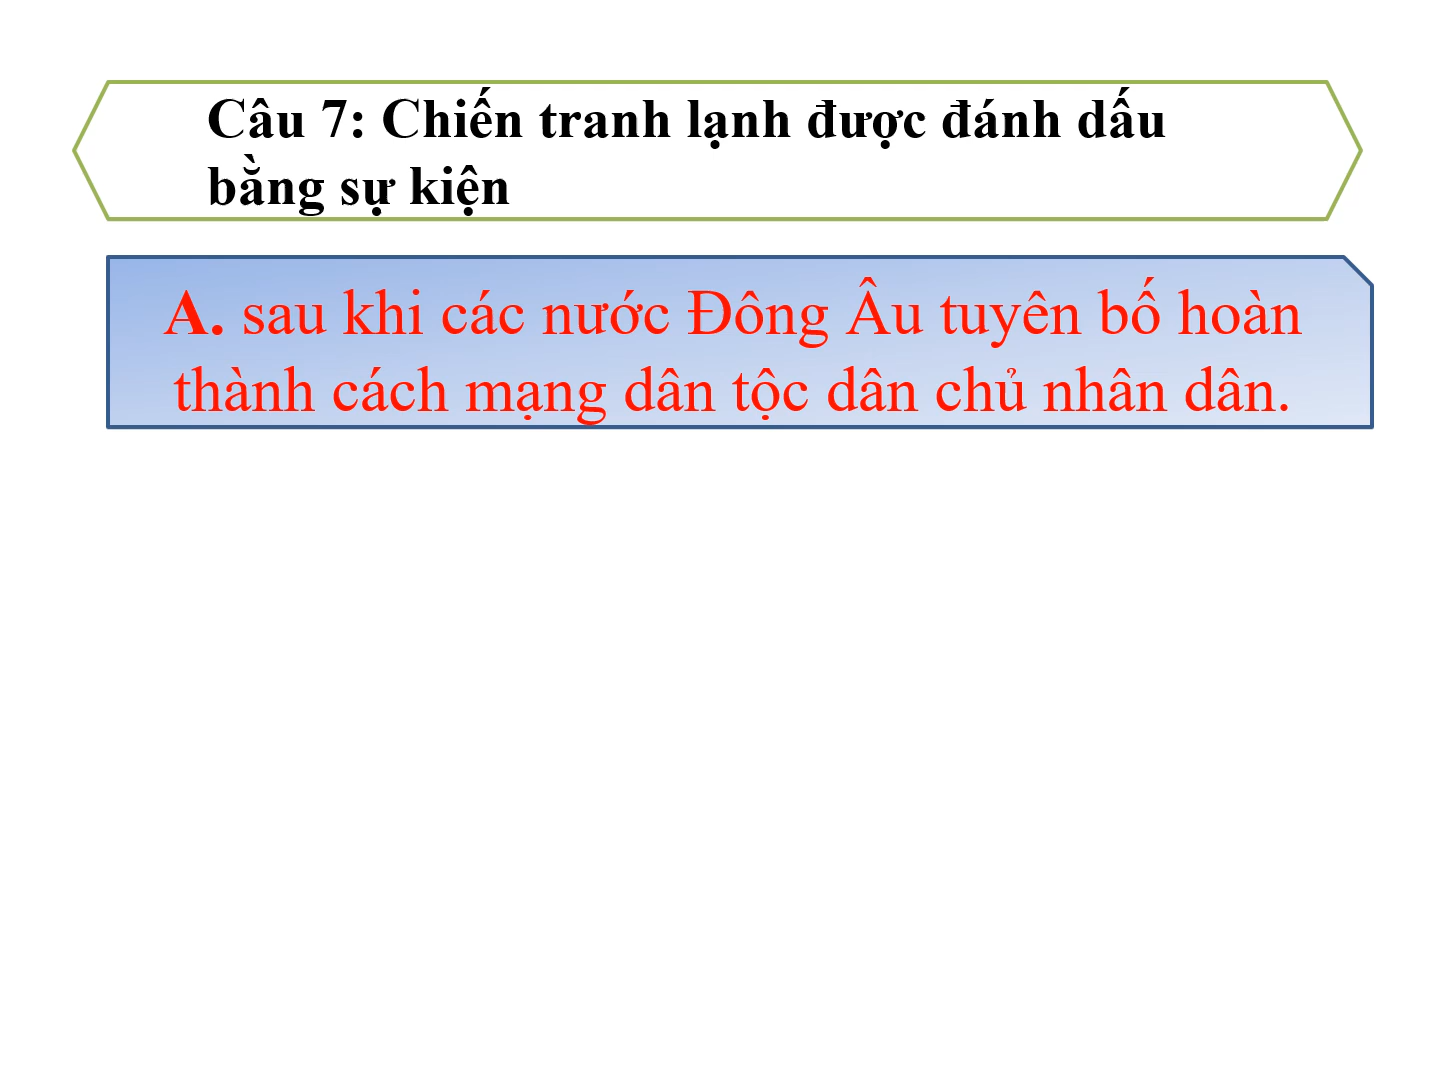 Câu 7: Chiến tranh lạnh được đánh dấu
bằng sự kiện
A. sau khi các nước Đông Âu tuyên bố hoàn
thành cách mạng dân tộc dân chủ nhân dân.